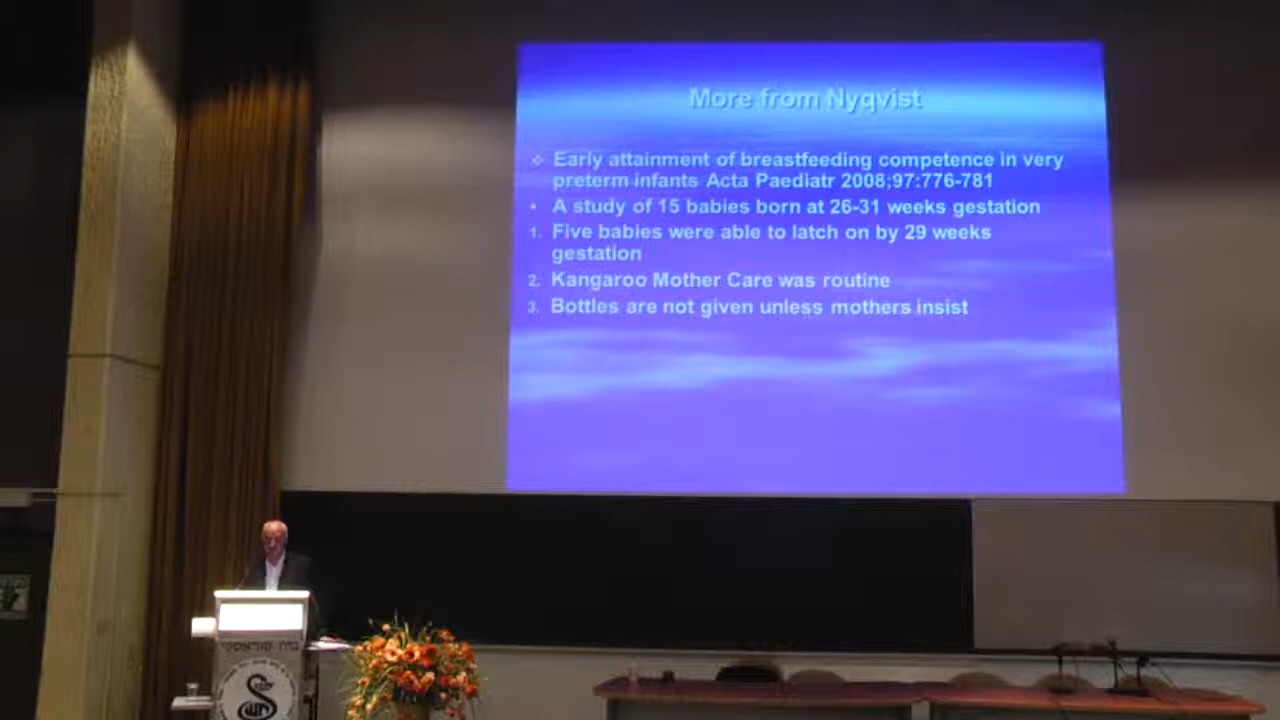 More from Nyqvist
Early attainment of breastfeeding competence in very
preterm infants Acta Paediatr 2008;97:776-781
A study of 15 babies born at 26-31 weeks gestation
1. Five babies were able to latch on by 29 weeks
gestation
2. Kangaroo Mother Care was routine
3. Bottles are not given unless mothers insist